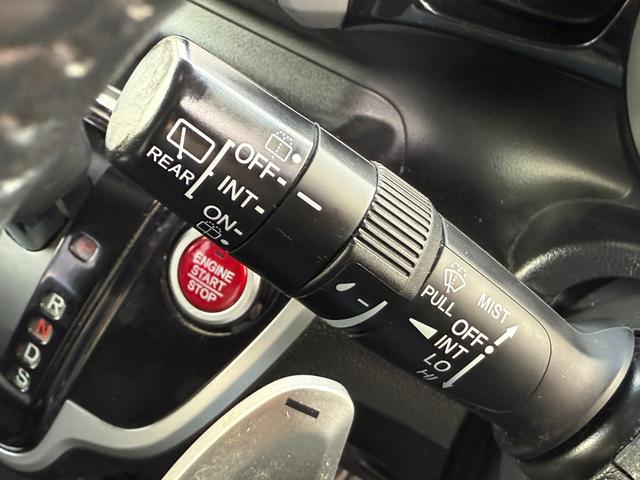 REAR
OFF
INT
ON
ENGINE
START
STOP
PULL
MIST
OFF
INT
LO
HI
R
N
D
S